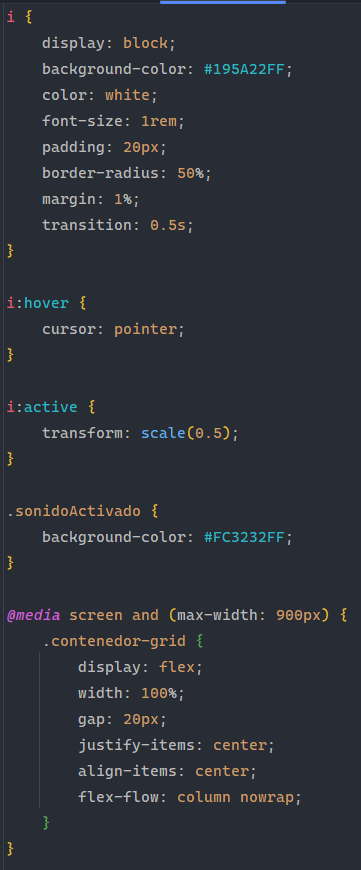 i {
    display: block;
    background-color: #195A22FF;
    color: white;
    font-size: 1rem;
    padding: 20px;
    border-radius: 50%;
    margin: 1%;
    transition: 0.5s;
}

i:hover {
    cursor: pointer;
}

i:active {
    transform: scale(0.5);
}

.sonidoActivado {
    background-color: #FC3232FF;
}

@media screen and (max-width: 900px) {
    .contenedor-grid {
        display: flex;
        width: 100%;
        gap: 20px;
        justify-items: center;
        align-items: center;
        flex-flow: column nowrap;
    }
}